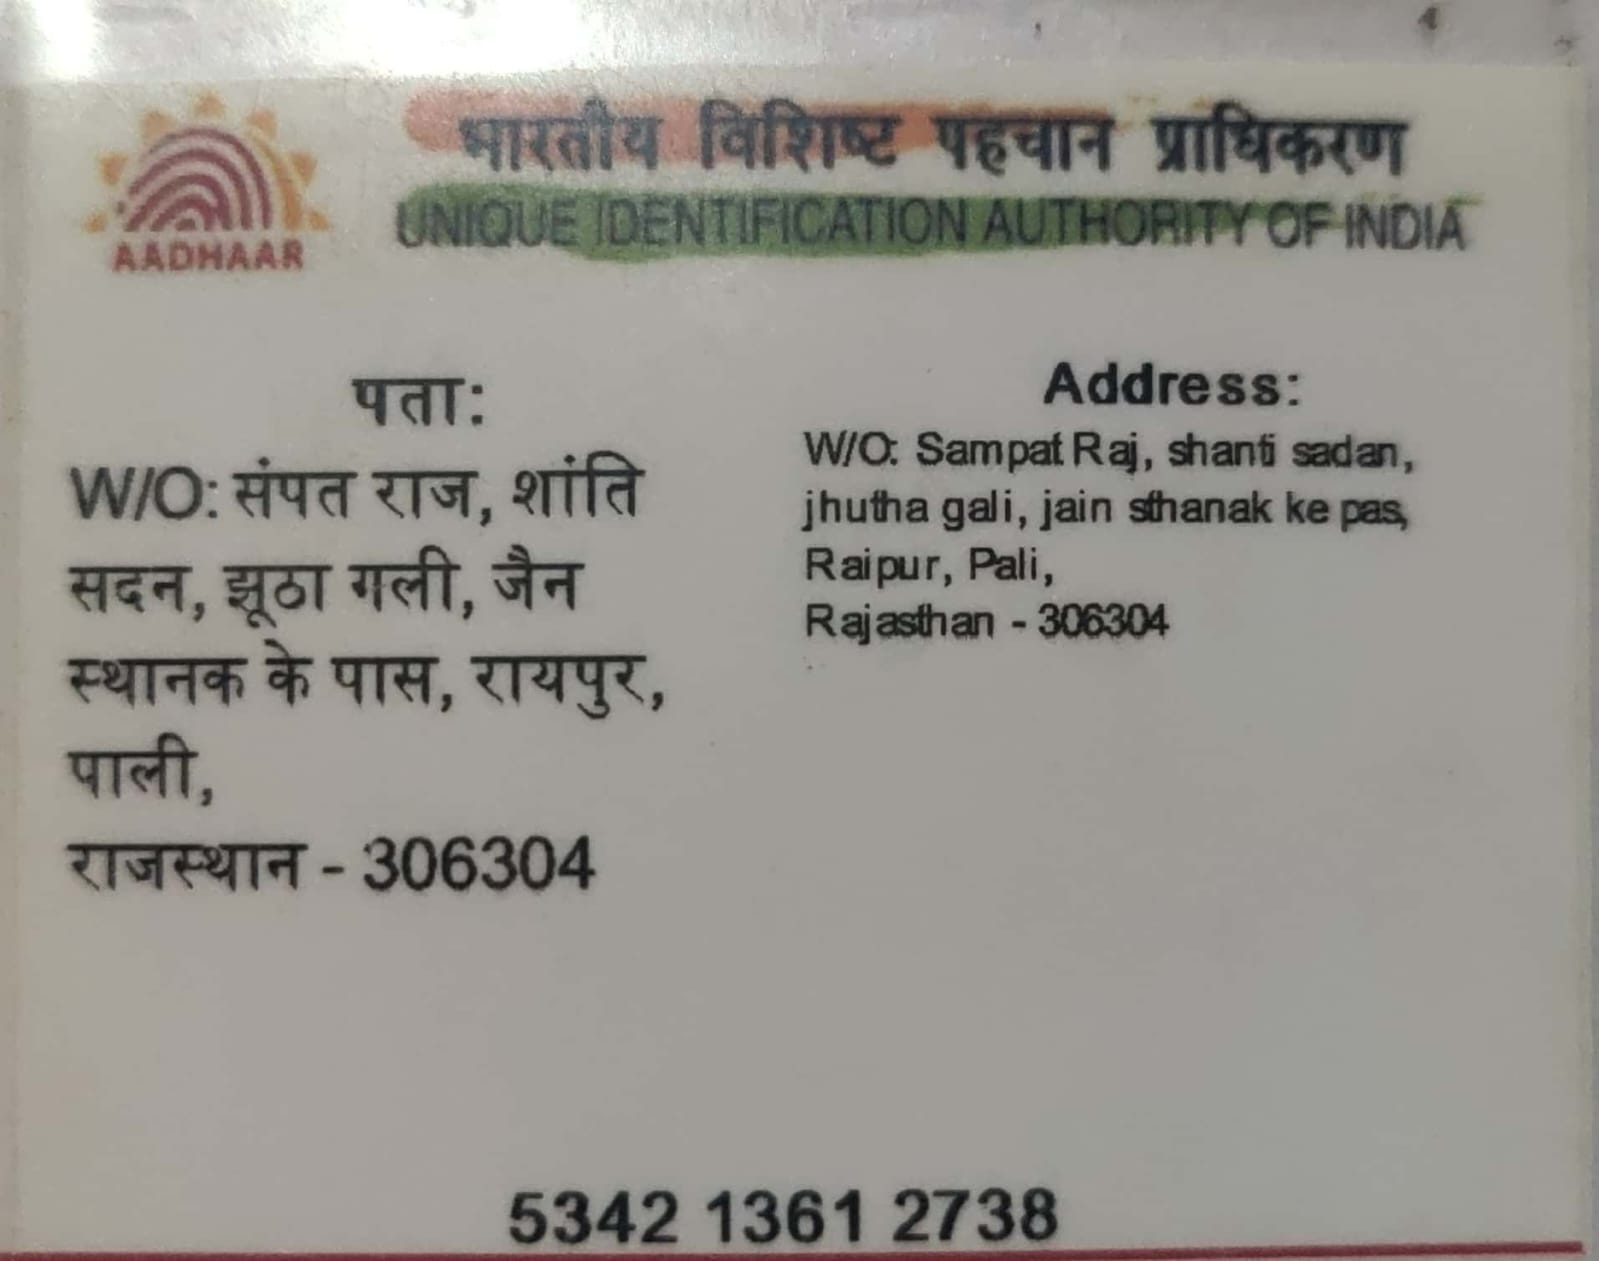 भारतीय विशिष्ट पहचान प्राधिकरण
UNIQUE IDENTIFICATION AUTHORITY OF INDIA
AADHAAR
पता:
W/O: संपत राज, शांति
सदन, झूठा गली, जैन
स्थानक के पास, रायपुर,
पाली,
राजस्थान - 306304
Address:
W/O: Sampat Raj, shanti sadan,
jhutha gali, jain sthanak ke pas,
Raipur, Pali,
Rajasthan - 306304
5342 1361 2738